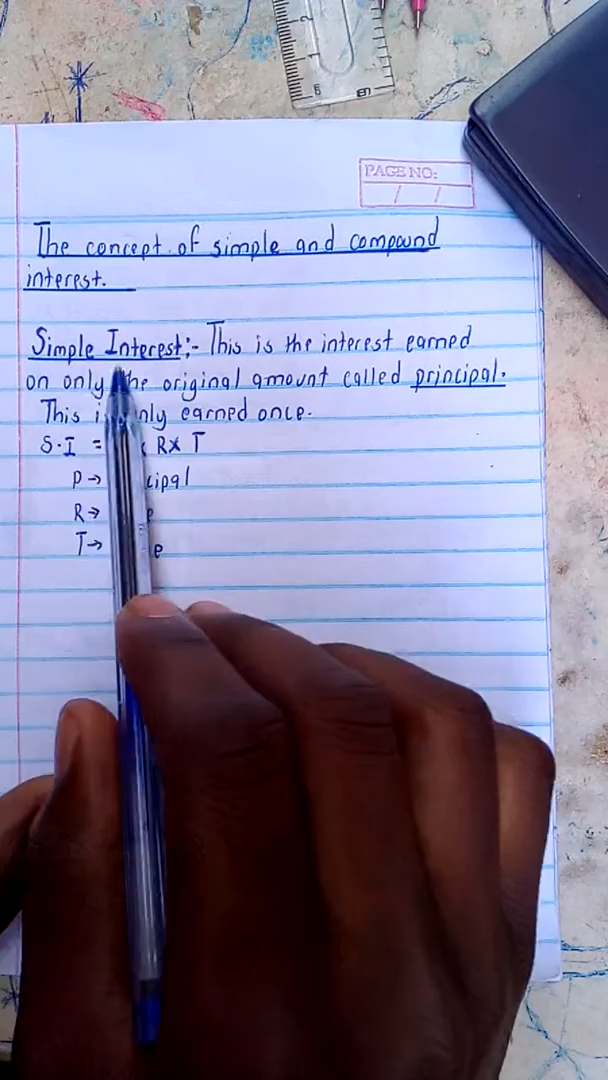 PAGE NO:
The concept of simple and compound
interest.
Simple Interest;- This is the interest earned
on only the original amount called principal.
This is only earned once.
S.I = R x T
P →
R →
T →